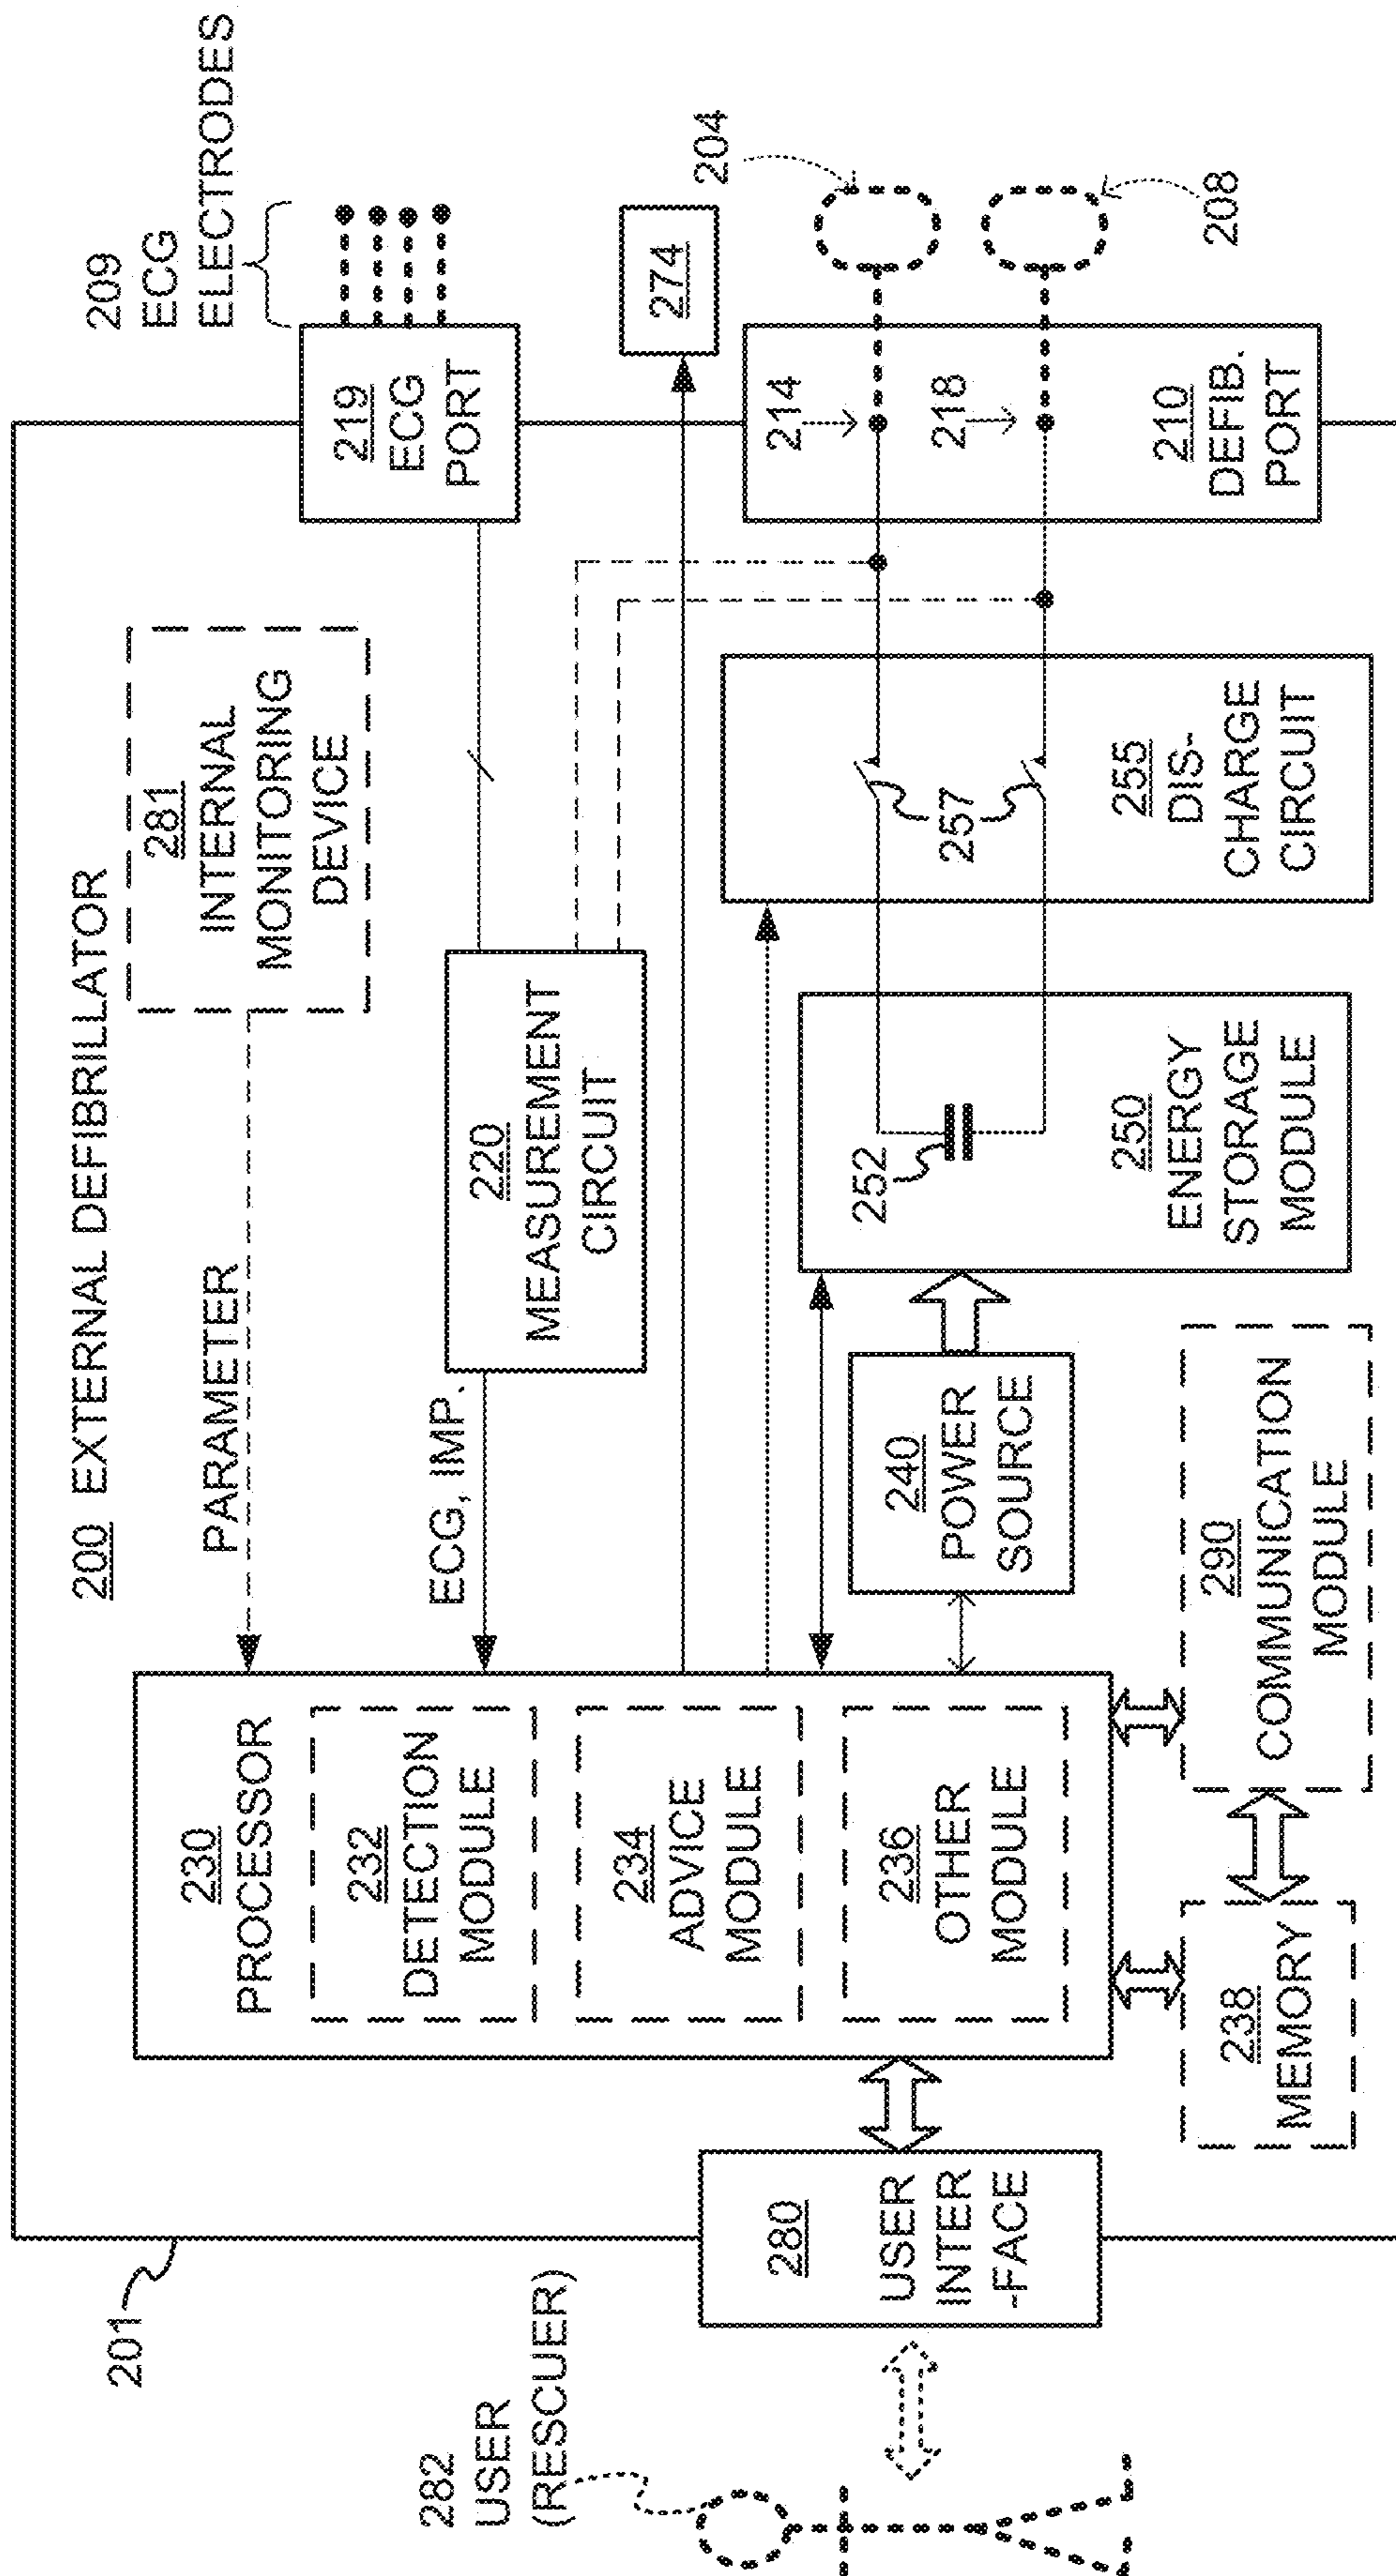 200 EXTERNAL DEFIBRILLATOR
201
209
ECG
ELECTRODES
281
INTERNAL
MONITORING
DEVICE
PARAMETER
219
ECG
PORT
282
USER
(RESCUER)
230
PROCESSOR
232
DETECTION
MODULE
234
ADVICE
MODULE
236
OTHER
MODULE
ECG, IMP.
220
MEASUREMENT
CIRCUIT
274
204
208
214
218
210
DEFIB.
PORT
280
USER
INTER
-FACE
240
POWER
SOURCE
252
250
ENERGY
STORAGE
MODULE
257
255
DIS-
CHARGE
CIRCUIT
238
MEMORY
290
COMMUNICATION
MODULE